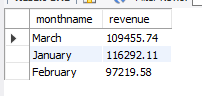 monthname revenue
March 109455.74
January 116292.11
February 97219.58